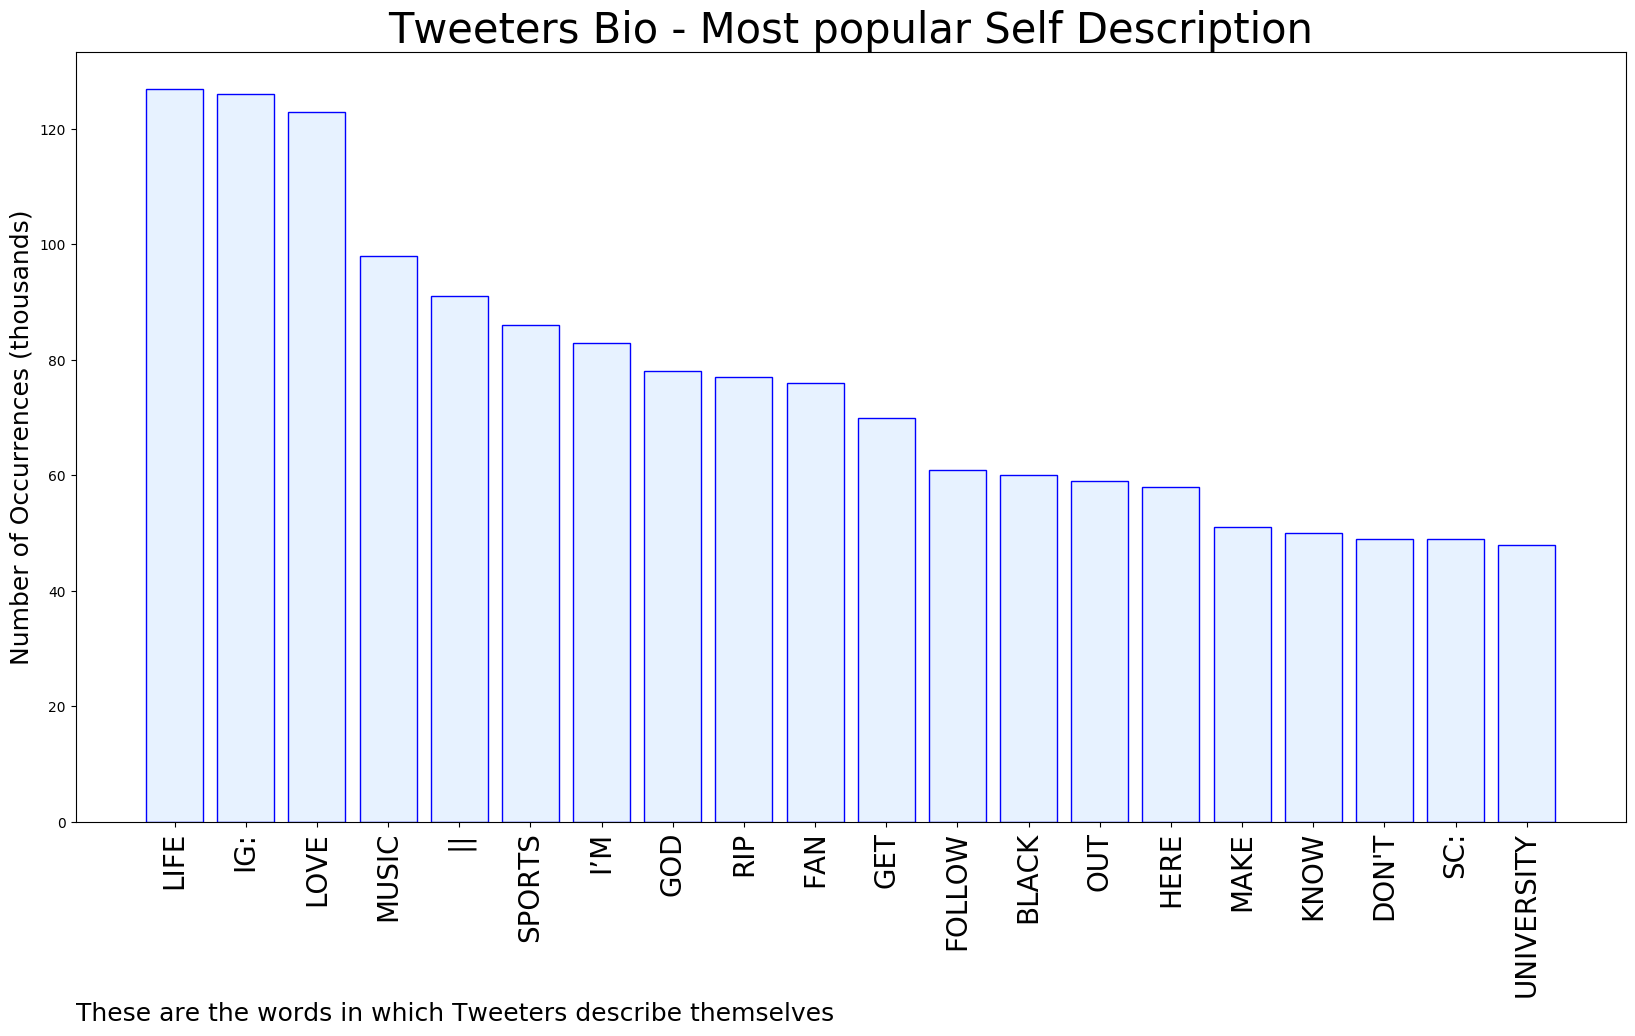 Tweeters Bio - Most popular Self Description
Number of Occurrences (thousands)
120
100
80
60
40
20
0
LIFE
IG:
LOVE
MUSIC
||
SPORTS
I’M
GOD
RIP
FAN
GET
FOLLOW
BLACK
OUT
HERE
MAKE
KNOW
DON'T
SC:
UNIVERSITY
These are the words in which Tweeters describe themselves